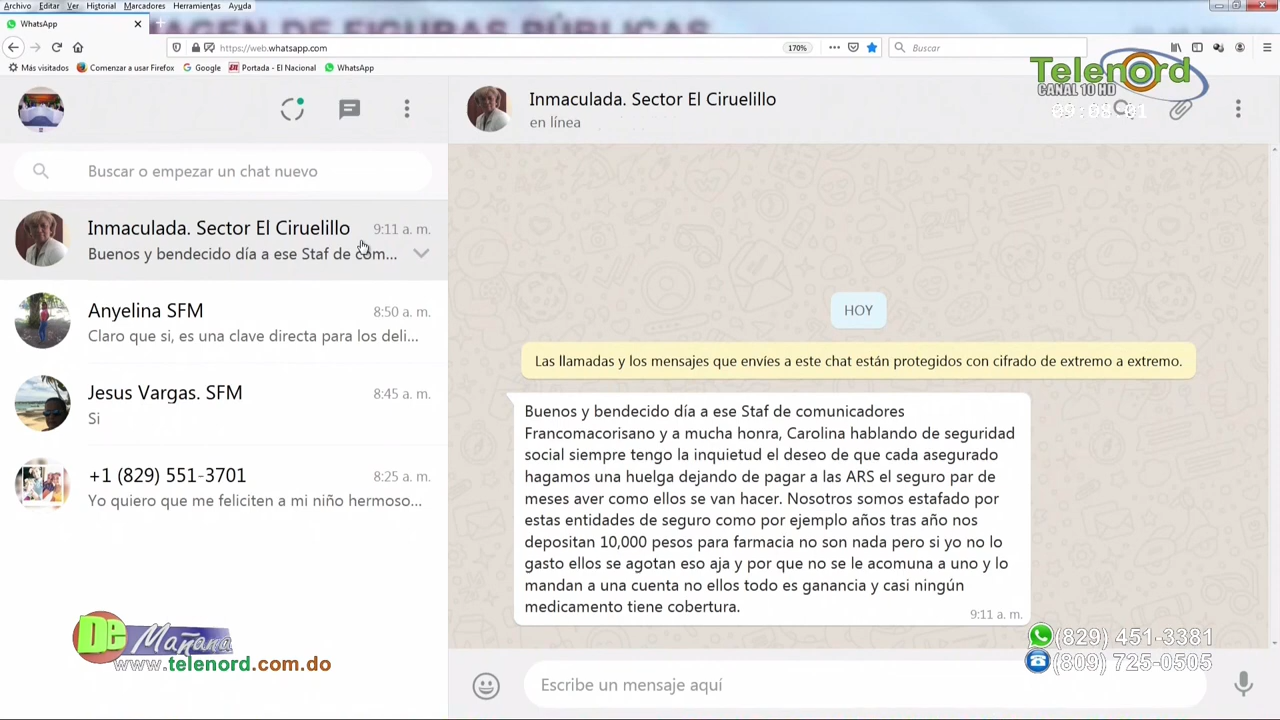 Archivo Editar Ver Historial Marcadores Herramientas Ayuda
WhatsApp
AGEN DE FIGURAS PÚBLICAS
https://web.whatsapp.com
170%
Buscar
Más visitados Comenzar a usar Firefox Google Portada - El Nacional WhatsApp
Telenord
CANAL 10 HD
Inmaculada. Sector El Ciruelillo
en línea
Buscar o empezar un chat nuevo
Inmaculada. Sector El Ciruelillo 9:11 a. m.
Buenos y bendecido día a ese Staf de com...
Anyelina SFM 8:50 a. m.
Claro que si, es una clave directa para los deli...
Jesus Vargas. SFM 8:45 a. m.
Si
+1 (829) 551-3701 8:25 a. m.
Yo quiero que me feliciten a mi niño hermoso...
HOY
Las llamadas y los mensajes que envíes a este chat están protegidos con cifrado de extremo a extremo.
Buenos y bendecido día a ese Staf de comunicadores
Francomacorisano y a mucha honra, Carolina hablando de seguridad
social siempre tengo la inquietud el deseo de que cada asegurado
hagamos una huelga dejando de pagar a las ARS el seguro par de
meses aver como ellos se van hacer. Nosotros somos estafado por
estas entidades de seguro como por ejemplo años tras año nos
depositan 10,000 pesos para farmacia no son nada pero si yo no lo
gasto ellos se agotan eso aja y por que no se le acomuna a uno y lo
mandan a una cuenta no ellos todo es ganancia y casi ningún
medicamento tiene cobertura.
9:11 a. m.
De Mañana
www.telenord.com.do
(829) 451-3381
(809) 725-0505
Escribe un mensaje aquí